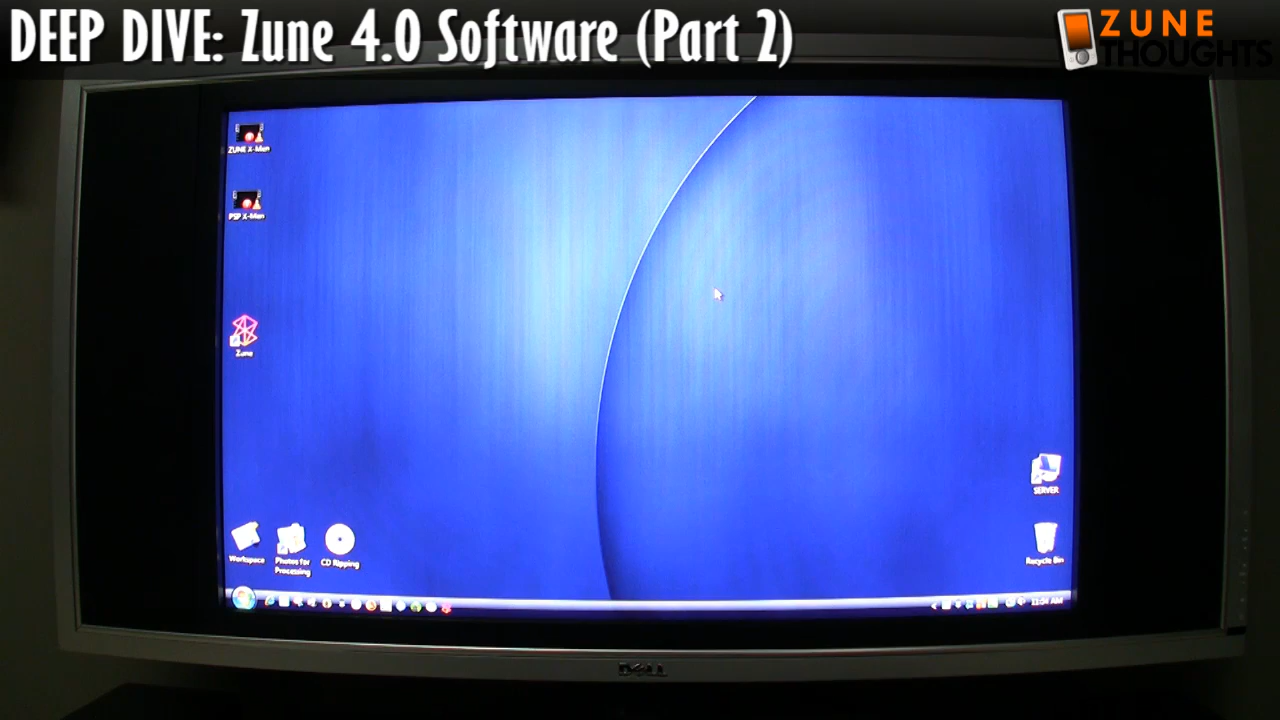 DEEP DIVE: Zune 4.0 Software (Part 2)
ZUNE
THOUGHTS
ZUNE X-Men
PSP X-Men
Zune
SERVER
Workspace
Photos for
Processing
CD Ripping
Recycle Bin
DELL